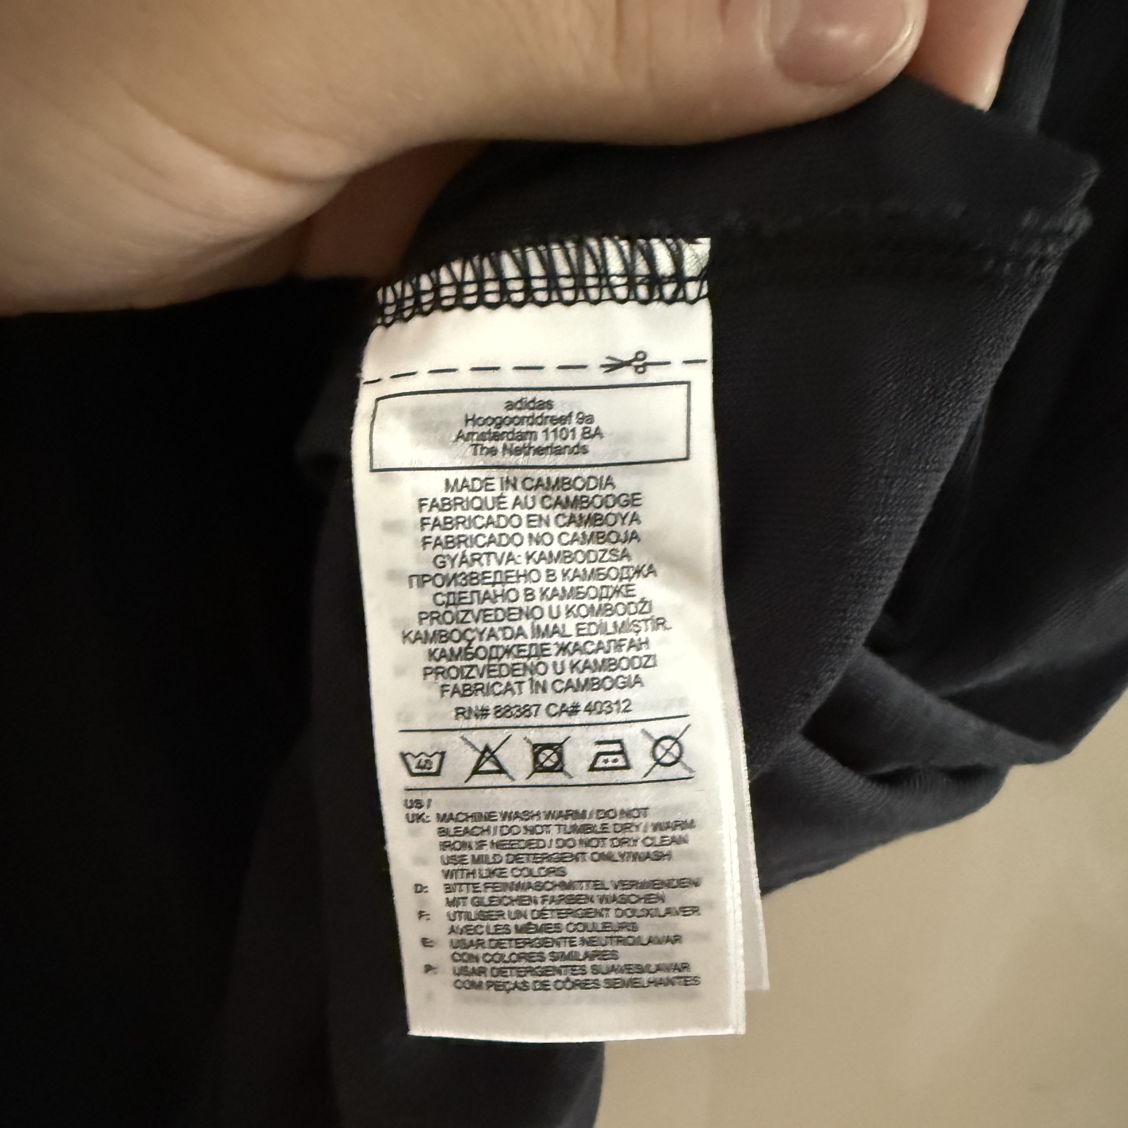 adidas
Hoogoorddreef 9a
Amsterdam 1101 BA
The Netherlands
MADE IN CAMBODIA
FABRIQUÉ AU CAMBODGE
FABRICADO EN CAMBOYA
FABRICADO NO CAMBOJA
GYÁRTVA: KAMBODZSA
ПРОИЗВЕДЕНО В КАМБОДЖА
СДЕЛАНО В КАМБОДЖЕ
PROIZVEDENO U KOMBODŽI
KAMBOÇYA'DA İMAL EDİLMİŞTİR.
КАМБОДЖЕДЕ ЖАСАЛҒАН
PROIZVEDENO U KAMBODZI
FABRICAT ÎN CAMBOGIA
RN# 88387 CA# 40312
40
US /
UK: MACHINE WASH WARM / DO NOT
BLEACH / DO NOT TUMBLE DRY / WARM
IRON IF NEEDED / DO NOT DRY CLEAN
USE MILD DETERGENT ONLY/WASH
WITH LIKE COLORS
D: BITTE FEINWASCHMITTEL VERWENDEN/
MIT GLEICHEN FARBEN WASCHEN
F: UTILISER UN DÉTERGENT DOUX/LAVER
AVEC LES MÊMES COULEURS
E: USAR DETERGENTE NEUTRO/LAVAR
CON COLORES SIMILARES
P: USAR DETERGENTES SUAVES/LAVAR
COM PEÇAS DE CÔRES SEMELHANTES